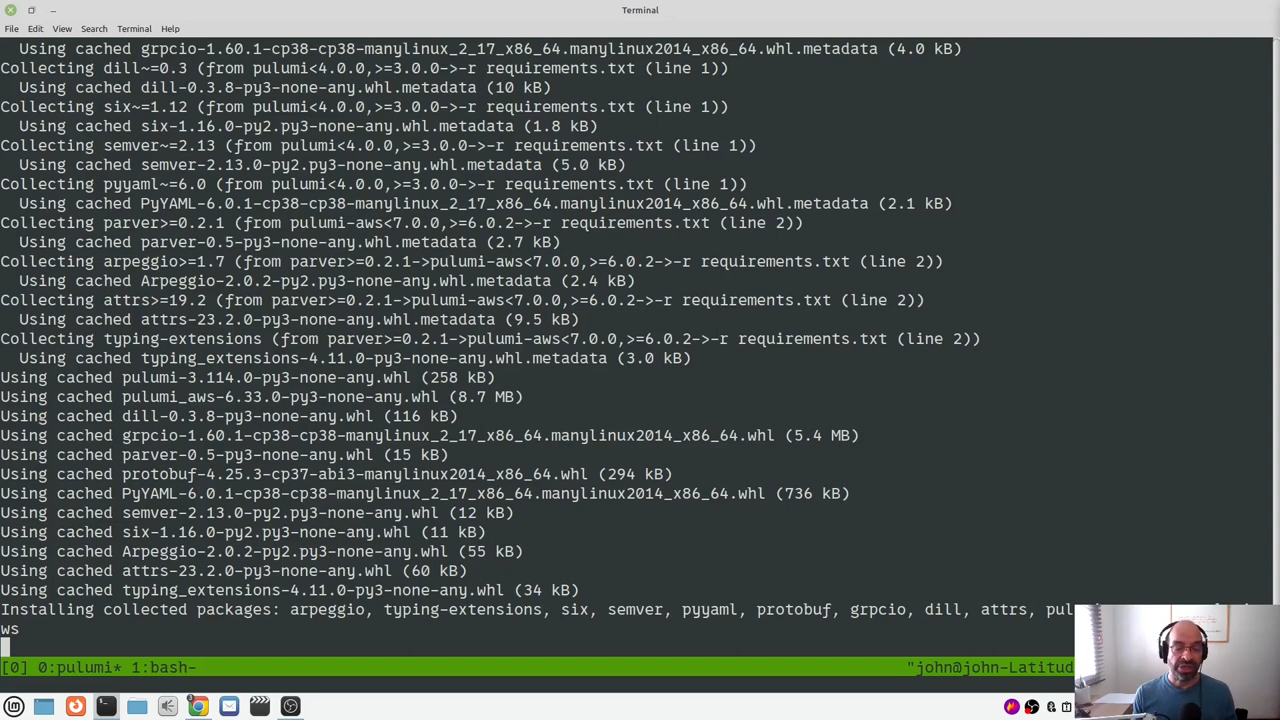 Terminal
File Edit View Search Terminal Help
Using cached grpcio-1.60.1-cp38-cp38-manylinux_2_17_x86_64.manylinux2014_x86_64.whl.metadata (4.0 kB)
Collecting dill~=0.3 (from pulumi<4.0.0,>=3.0.0->-r requirements.txt (line 1))
Using cached dill-0.3.8-py3-none-any.whl.metadata (10 kB)
Collecting six~=1.12 (from pulumi<4.0.0,>=3.0.0->-r requirements.txt (line 1))
Using cached six-1.16.0-py2.py3-none-any.whl.metadata (1.8 kB)
Collecting semver~=2.13 (from pulumi<4.0.0,>=3.0.0->-r requirements.txt (line 1))
Using cached semver-2.13.0-py2.py3-none-any.whl.metadata (5.0 kB)
Collecting pyyaml~=6.0 (from pulumi<4.0.0,>=3.0.0->-r requirements.txt (line 1))
Using cached PyYAML-6.0.1-cp38-cp38-manylinux_2_17_x86_64.manylinux2014_x86_64.whl.metadata (2.1 kB)
Collecting parver>=0.2.1 (from pulumi-aws<7.0.0,>=6.0.2->-r requirements.txt (line 2))
Using cached parver-0.5-py3-none-any.whl.metadata (2.7 kB)
Collecting arpeggio>=1.7 (from parver>=0.2.1->pulumi-aws<7.0.0,>=6.0.2->-r requirements.txt (line 2))
Using cached Arpeggio-2.0.2-py2.py3-none-any.whl.metadata (2.4 kB)
Collecting attrs>=19.2 (from parver>=0.2.1->pulumi-aws<7.0.0,>=6.0.2->-r requirements.txt (line 2))
Using cached attrs-23.2.0-py3-none-any.whl.metadata (9.5 kB)
Collecting typing-extensions (from parver>=0.2.1->pulumi-aws<7.0.0,>=6.0.2->-r requirements.txt (line 2))
Using cached typing_extensions-4.11.0-py3-none-any.whl.metadata (3.0 kB)
Using cached pulumi-3.114.0-py3-none-any.whl (258 kB)
Using cached pulumi_aws-6.33.0-py3-none-any.whl (8.7 MB)
Using cached dill-0.3.8-py3-none-any.whl (116 kB)
Using cached grpcio-1.60.1-cp38-cp38-manylinux_2_17_x86_64.manylinux2014_x86_64.whl (5.4 MB)
Using cached parver-0.5-py3-none-any.whl (15 kB)
Using cached protobuf-4.25.3-cp37-abi3-manylinux2014_x86_64.whl (294 kB)
Using cached PyYAML-6.0.1-cp38-cp38-manylinux_2_17_x86_64.manylinux2014_x86_64.whl (736 kB)
Using cached semver-2.13.0-py2.py3-none-any.whl (12 kB)
Using cached six-1.16.0-py2.py3-none-any.whl (11 kB)
Using cached Arpeggio-2.0.2-py2.py3-none-any.whl (55 kB)
Using cached attrs-23.2.0-py3-none-any.whl (60 kB)
Using cached typing_extensions-4.11.0-py3-none-any.whl (34 kB)
Installing collected packages: arpeggio, typing-extensions, six, semver, pyyaml, protobuf, grpcio, dill, attrs, pul
ws
[0] 0:pulumi* 1:bash- "john@john-Latitud
3